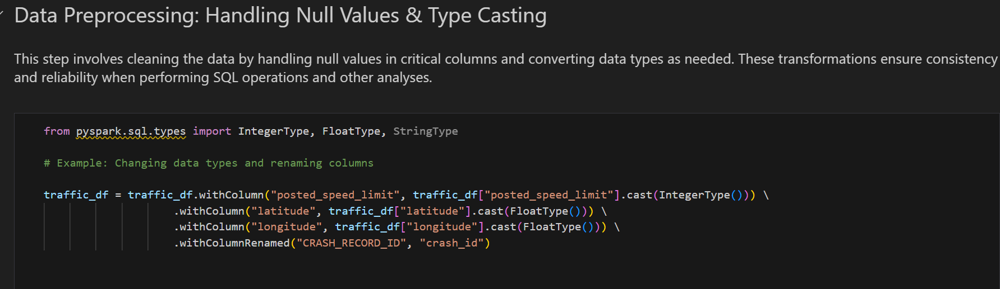 Data Preprocessing: Handling Null Values & Type Casting
This step involves cleaning the data by handling null values in critical columns and converting data types as needed. These transformations ensure consistency
and reliability when performing SQL operations and other analyses.
from pyspark.sql.types import IntegerType, FloatType, StringType
# Example: Changing data types and renaming columns
traffic_df = traffic_df.withColumn("posted_speed_limit", traffic_df["posted_speed_limit"].cast(IntegerType())) \
.withColumn("latitude", traffic_df["latitude"].cast(FloatType())) \
.withColumn("longitude", traffic_df["longitude"].cast(FloatType())) \
.withColumnRenamed("CRASH_RECORD_ID", "crash_id")